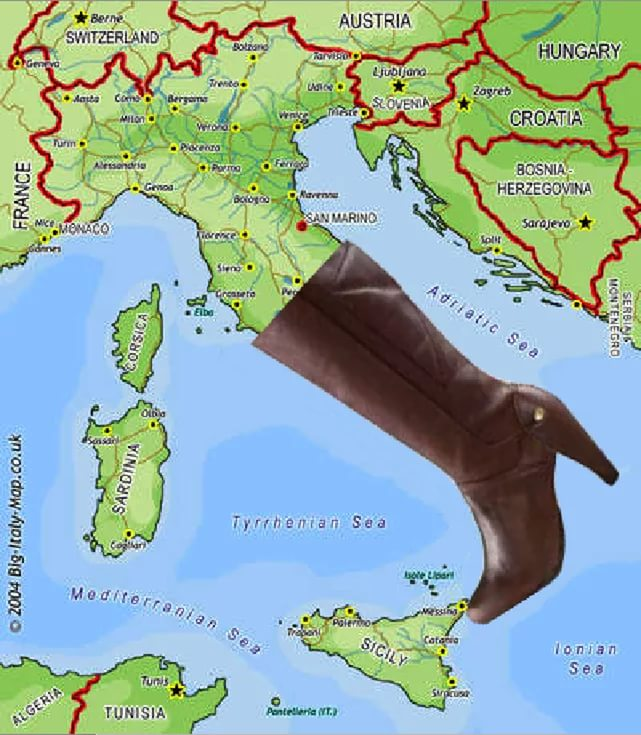 Berne
SWITZERLAND
AUSTRIA
HUNGARY
Geneva
Bolzano
Tarvisio
Trento
Udine
Ljubljana
SLOVENIA
Zagreb
CROATIA
Aosta
Como
Bergamo
Milan
Verona
Venice
Trieste
Turin
Piacenza
Alessandria
Parma
Ferrara
Genoa
Bologna
Ravenna
BOSNIA -
HERZEGOVINA
Sarajevo
FRANCE
Nice
MONACO
Cannes
Florence
SAN MARINO
Split
Siena
Grosseto
Pe
Elba
Adriatic Sea
SERBIA &
MONTENEGRO
CORSICA
Olbia
Sassari
SARDINIA
Cagliari
Tyrrhenian Sea
Mediterranean Sea
Isole Lipari
Messina
Trapani
Palermo
SICILY
Catania
Siracusa
Ionian
Sea
Tunis
ALGERIA
TUNISIA
Pantelleria (IT.)
© 2004 Big-Italy-Map.co.uk